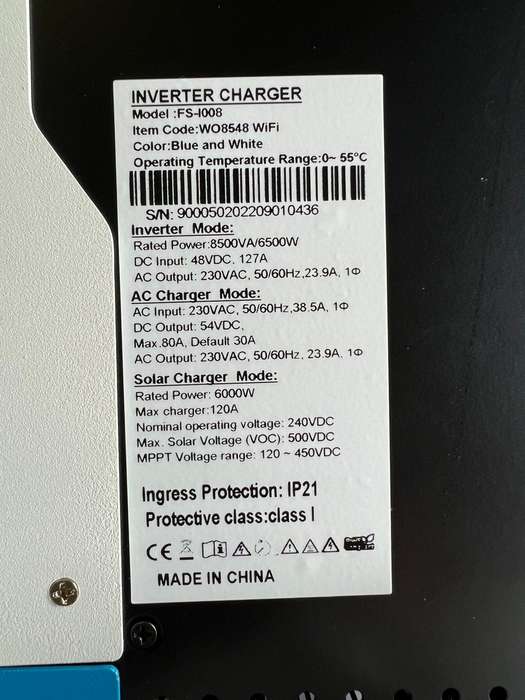 INVERTER CHARGER
Model :FS-I008
Item Code:WO8548 WiFi
Color:Blue and White
Operating Temperature Range:0~ 55°C
S/N: 900050202209010436
Inverter Mode:
Rated Power:8500VA/6500W
DC Input: 48VDC, 127A
AC Output: 230VAC, 50/60Hz,23.9A, 1Φ
AC Charger Mode:
AC Input: 230VAC, 50/60Hz,38.5A, 1Φ
DC Output: 54VDC,
Max.80A, Default 30A
AC Output: 230VAC, 50/60Hz, 23.9A. 1Φ
Solar Charger Mode:
Rated Power: 6000W
Max charger:120A
Nominal operating voltage: 240VDC
Max. Solar Voltage (VOC): 500VDC
MPPT Voltage range: 120 ~ 450VDC
Ingress Protection: IP21
Protective class:class I
CE
MADE IN CHINA